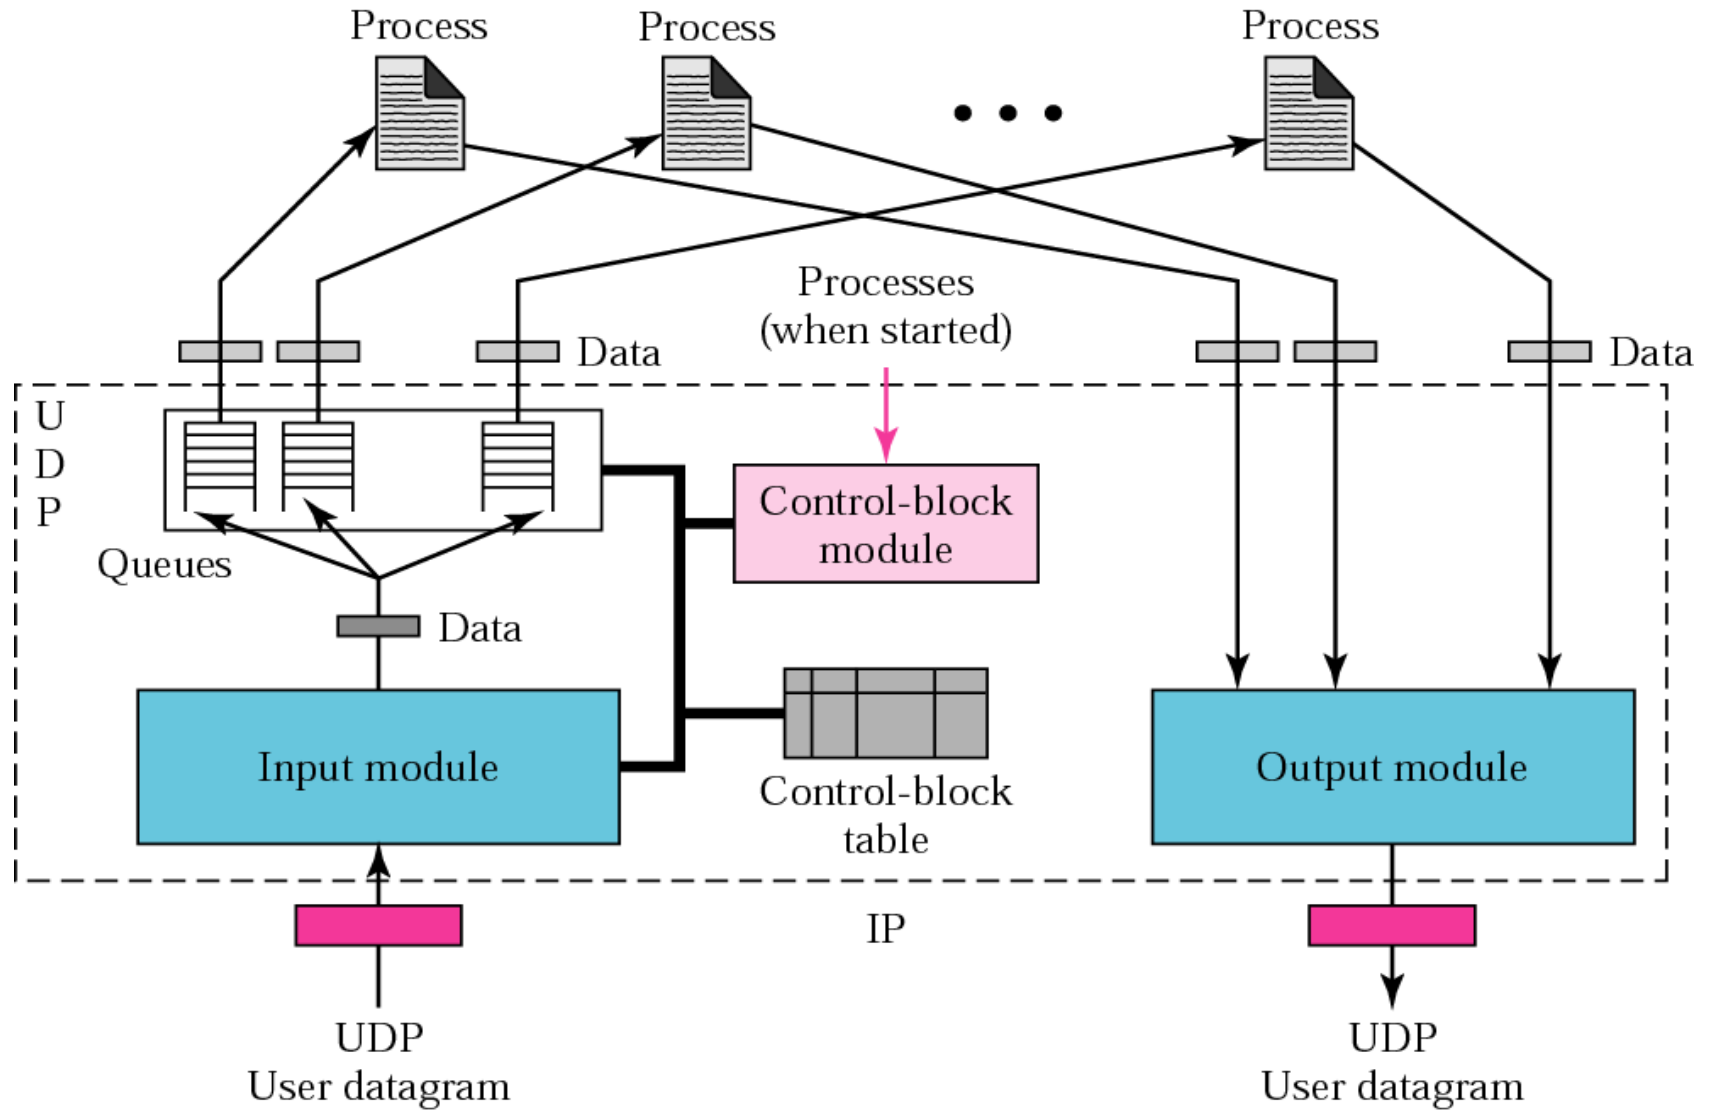 Process
Process
Process
Processes
(when started)
Data
Data
U
D
P
Control-block
module
Queues
Data
Input module
Control-block
table
Output module
IP
UDP
User datagram
UDP
User datagram